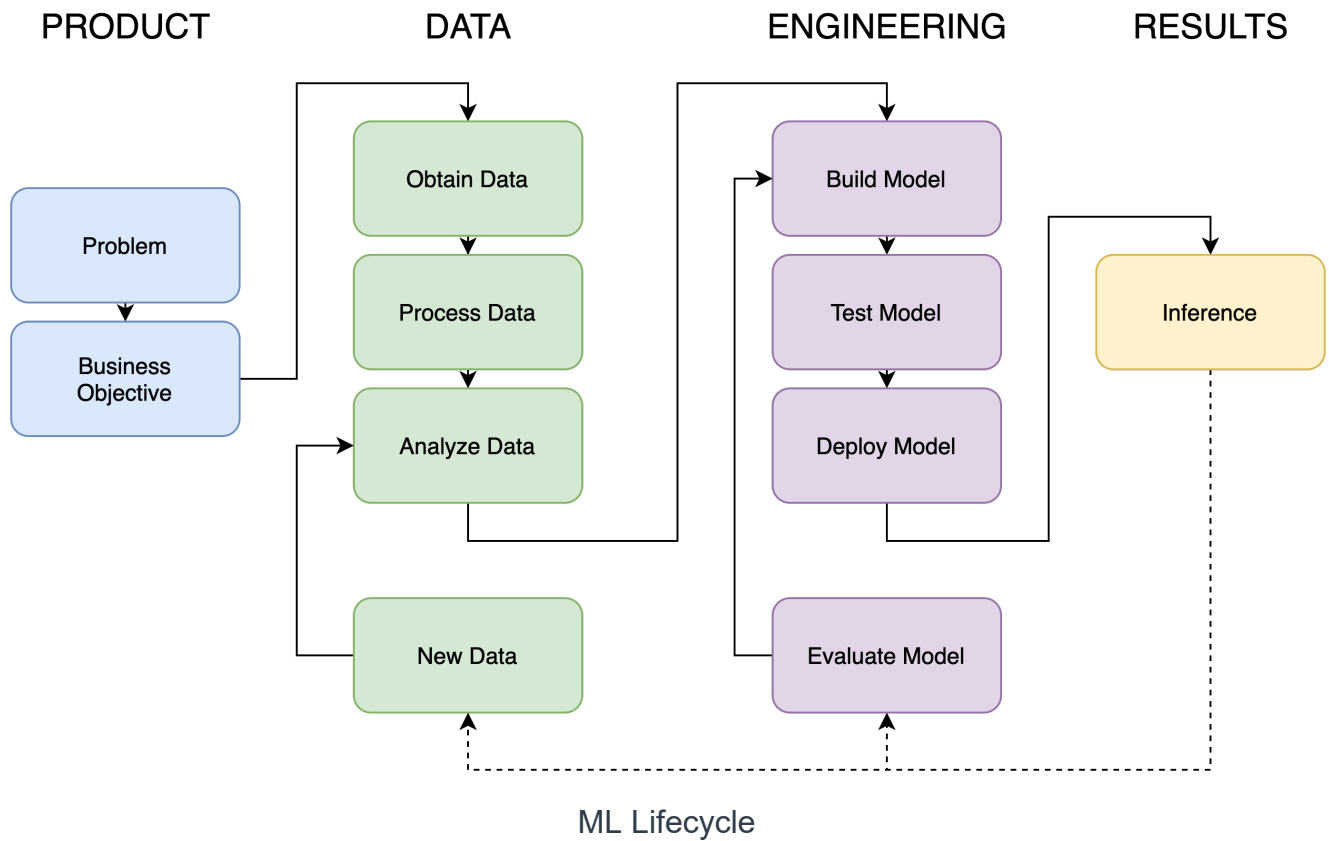 PRODUCT
DATA
ENGINEERING
RESULTS
Problem
Business
Objective
Obtain Data
Process Data
Analyze Data
New Data
Build Model
Test Model
Deploy Model
Evaluate Model
Inference
ML Lifecycle